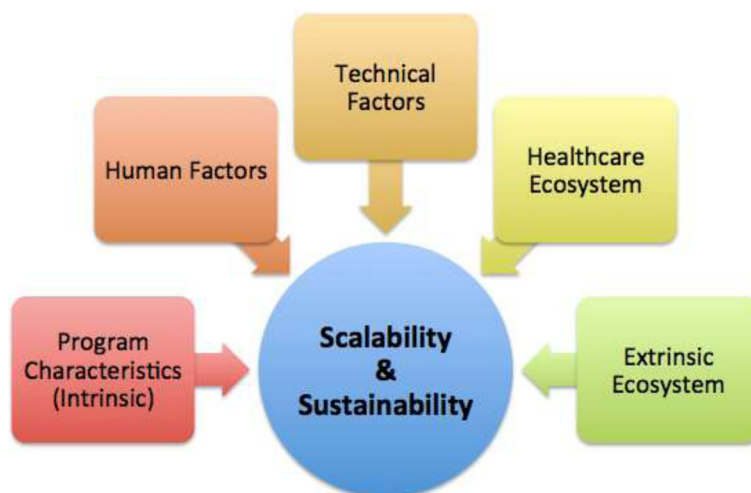 Technical
Factors
Human Factors
Healthcare
Ecosystem
Program
Characteristics
(Intrinsic)
Scalability
&
Sustainability
Extrinsic
Ecosystem